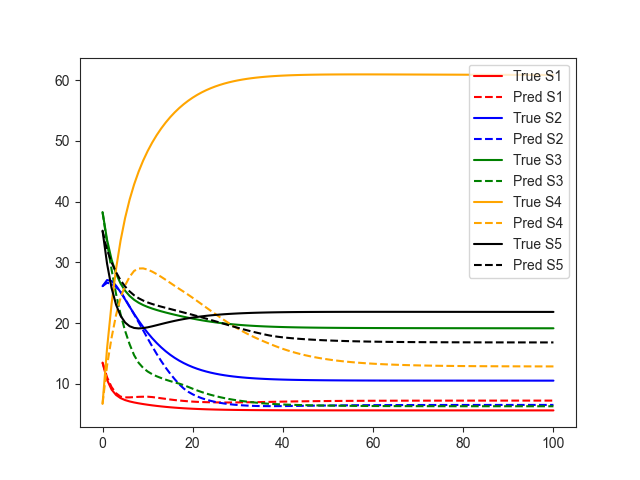 60
50
40
30
20
10
0
20
40
60
80
100
True S1
Pred S1
True S2
Pred S2
True S3
Pred S3
True S4
Pred S4
True S5
Pred S5